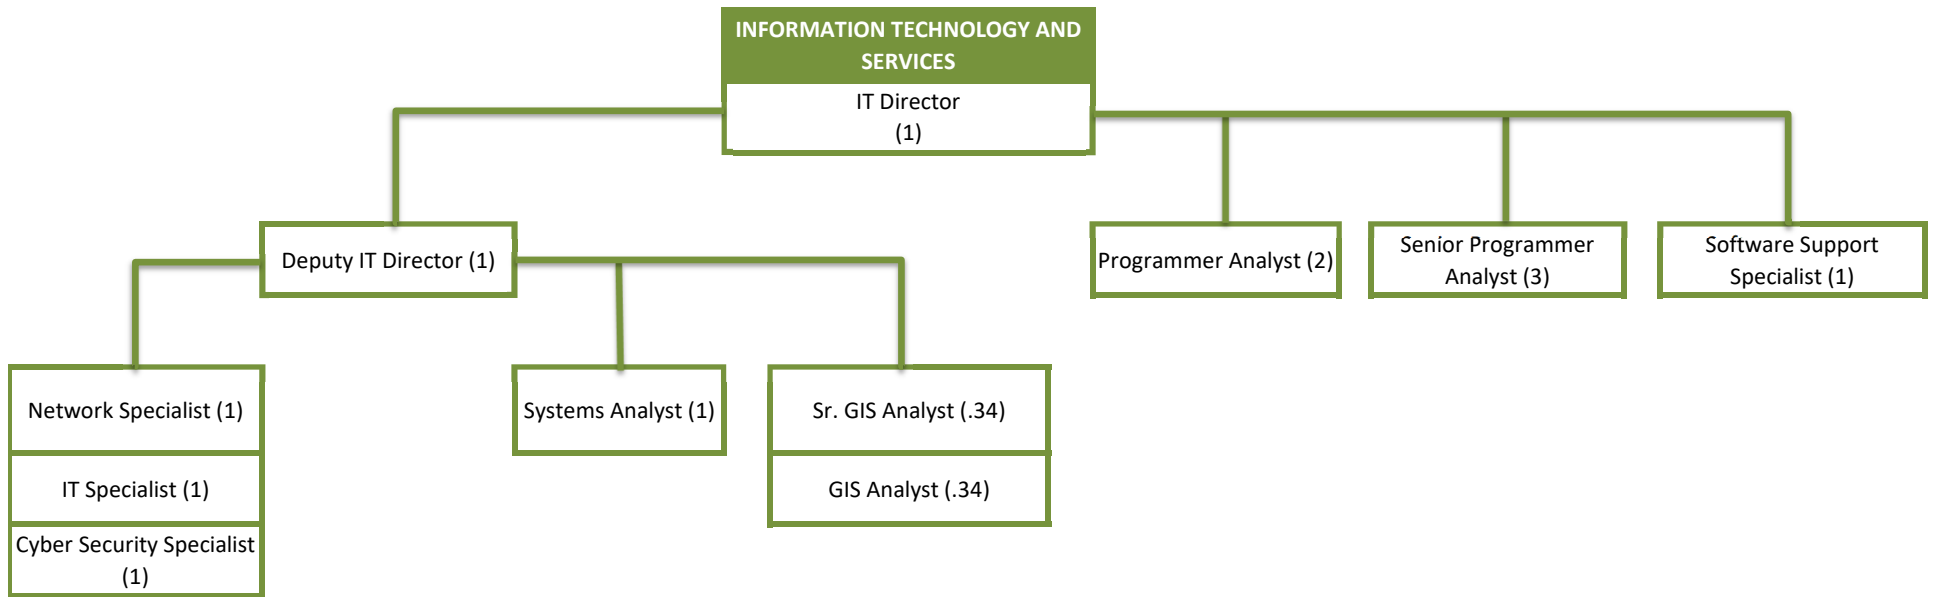 INFORMATION TECHNOLOGY AND
SERVICES
IT Director
(1)
Deputy IT Director (1)
Programmer Analyst (2)
Senior Programmer
Analyst (3)
Software Support
Specialist (1)
Network Specialist (1)
Systems Analyst (1)
Sr. GIS Analyst (.34)
IT Specialist (1)
GIS Analyst (.34)
Cyber Security Specialist
(1)